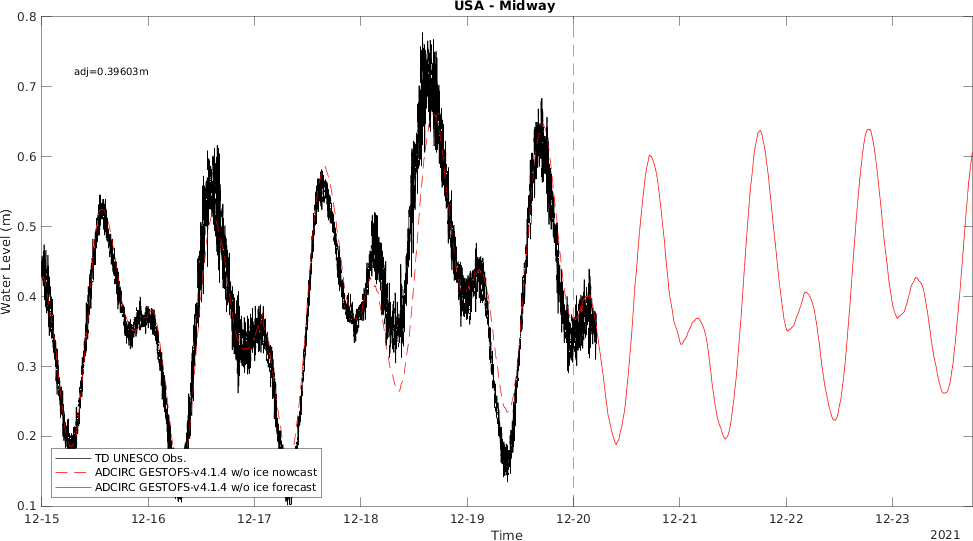 USA - Midway
0.8
0.7
0.6
0.5
0.4
0.3
0.2
0.1
Water Level (m)
adj=0.39603m
TD UNESCO Obs.
ADCIRC GESTOFS-v4.1.4 w/o ice nowcast
ADCIRC GESTOFS-v4.1.4 w/o ice forecast
12-15 12-16 12-17 12-18 12-19 12-20 12-21 12-22 12-23
Time
2021